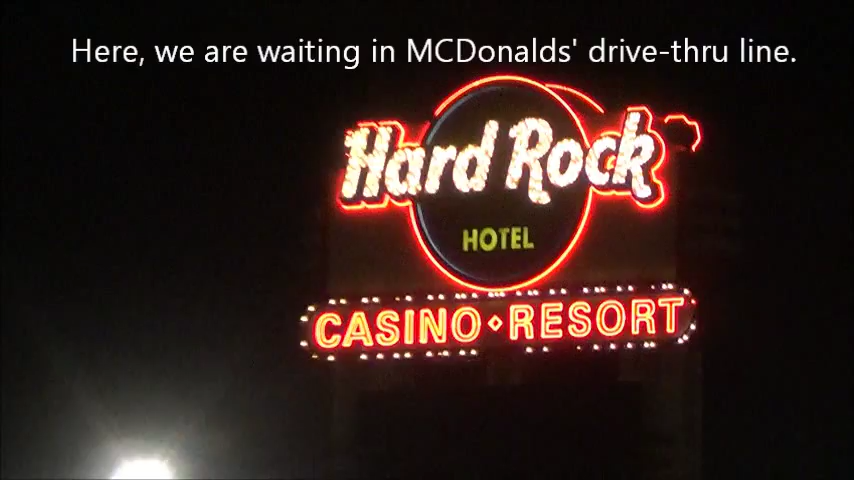 Here, we are waiting in MCDonalds' drive-thru line.
Hard Rock
HOTEL
CASINO RESORT